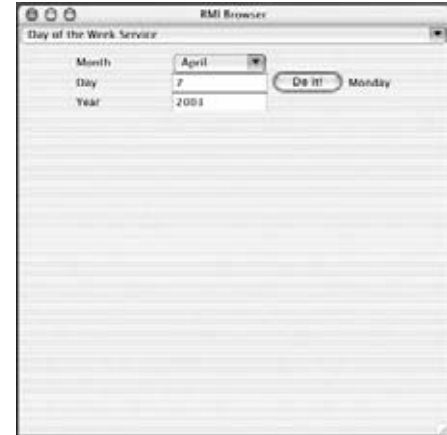 RMI Browser
Day of the Week Service
Month April
Day 7 Do it! Monday
Year 2003